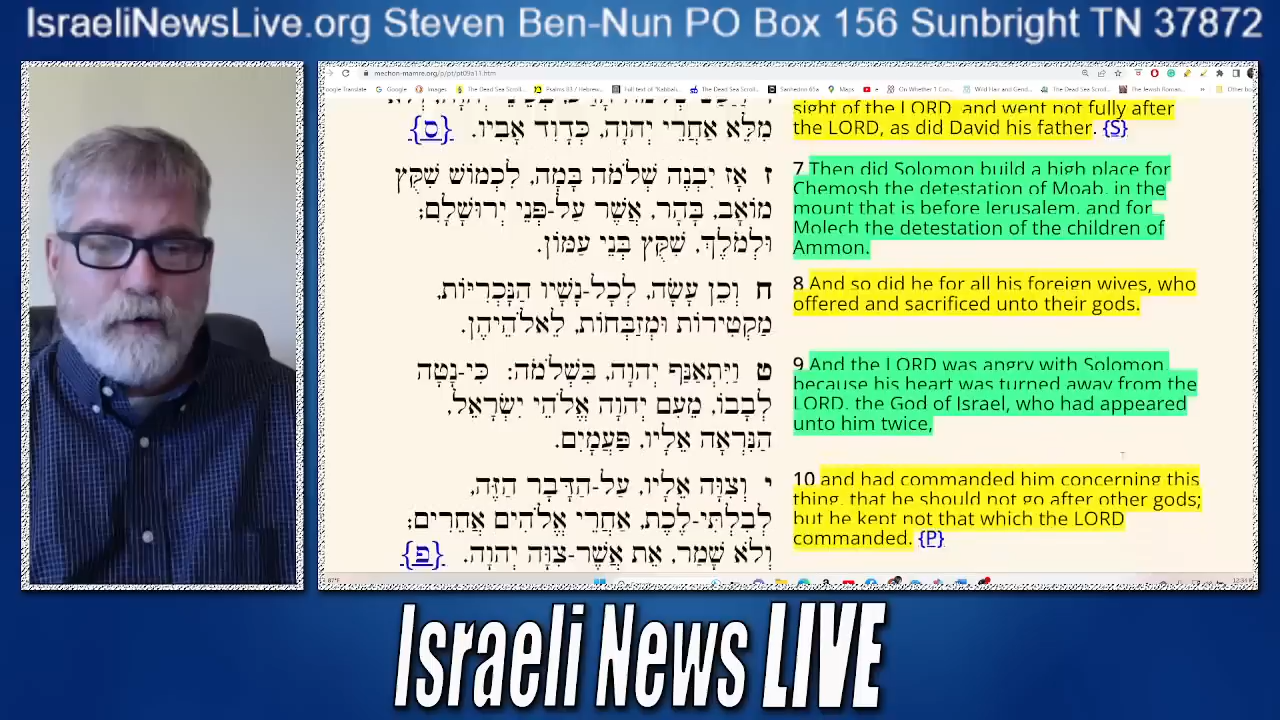 IsraeliNewsLive.org Steven Ben-Nun PO Box 156 Sunbright TN 37872
mechon-mamre.org/p/pt/pt09a11.htm
מִלֵּא אַחֲרֵי יְהוָה, כְּדָוִד אָבִיו. {ס}
sight of the LORD, and went not fully after
the LORD, as did David his father. {S}
ז אָז יִבְנֶה שְׁלֹמֹה בָּמָה, לִכְמוֹשׁ שִׁקֻּץ
מוֹאָב, בָּהָר, אֲשֶׁר עַל-פְּנֵי יְרוּשָׁלִָם;
וּלְמֹלֶךְ, שִׁקֻּץ בְּנֵי עַמּוֹן.
7 Then did Solomon build a high place for
Chemosh the detestation of Moab, in the
mount that is before Jerusalem, and for
Molech the detestation of the children of
Ammon.
ח וְכֵן עָשָׂה, לְכָל-נָשָׁיו הַנָּכְרִיּוֹת,
מַקְטִירוֹת וּמְזַבְּחוֹת, לֵאלֹהֵיהֶן.
8 And so did he for all his foreign wives, who
offered and sacrificed unto their gods.
ט וַיִּתְאַנַּף יְהוָה, בִּשְׁלֹמֹה: כִּי-נָטָה
לְבָבוֹ, מֵעִם יְהוָה אֱלֹהֵי יִשְׂרָאֵל,
הַנִּרְאָה אֵלָיו, פַּעֲמָיִם.
9 And the LORD was angry with Solomon,
because his heart was turned away from the
LORD, the God of Israel, who had appeared
unto him twice,
י וְצִוָּה אֵלָיו, עַל-הַדָּבָר הַזֶּה,
לְבִלְתִּי-לֶכֶת, אַחֲרֵי אֱלֹהִים אֲחֵרִים;
וְלֹא שָׁמַר, אֵת אֲשֶׁר-צִוָּה יְהוָה. {פ}
10 and had commanded him concerning this
thing, that he should not go after other gods;
but he kept not that which the LORD
commanded. {P}
Israeli News LIVE